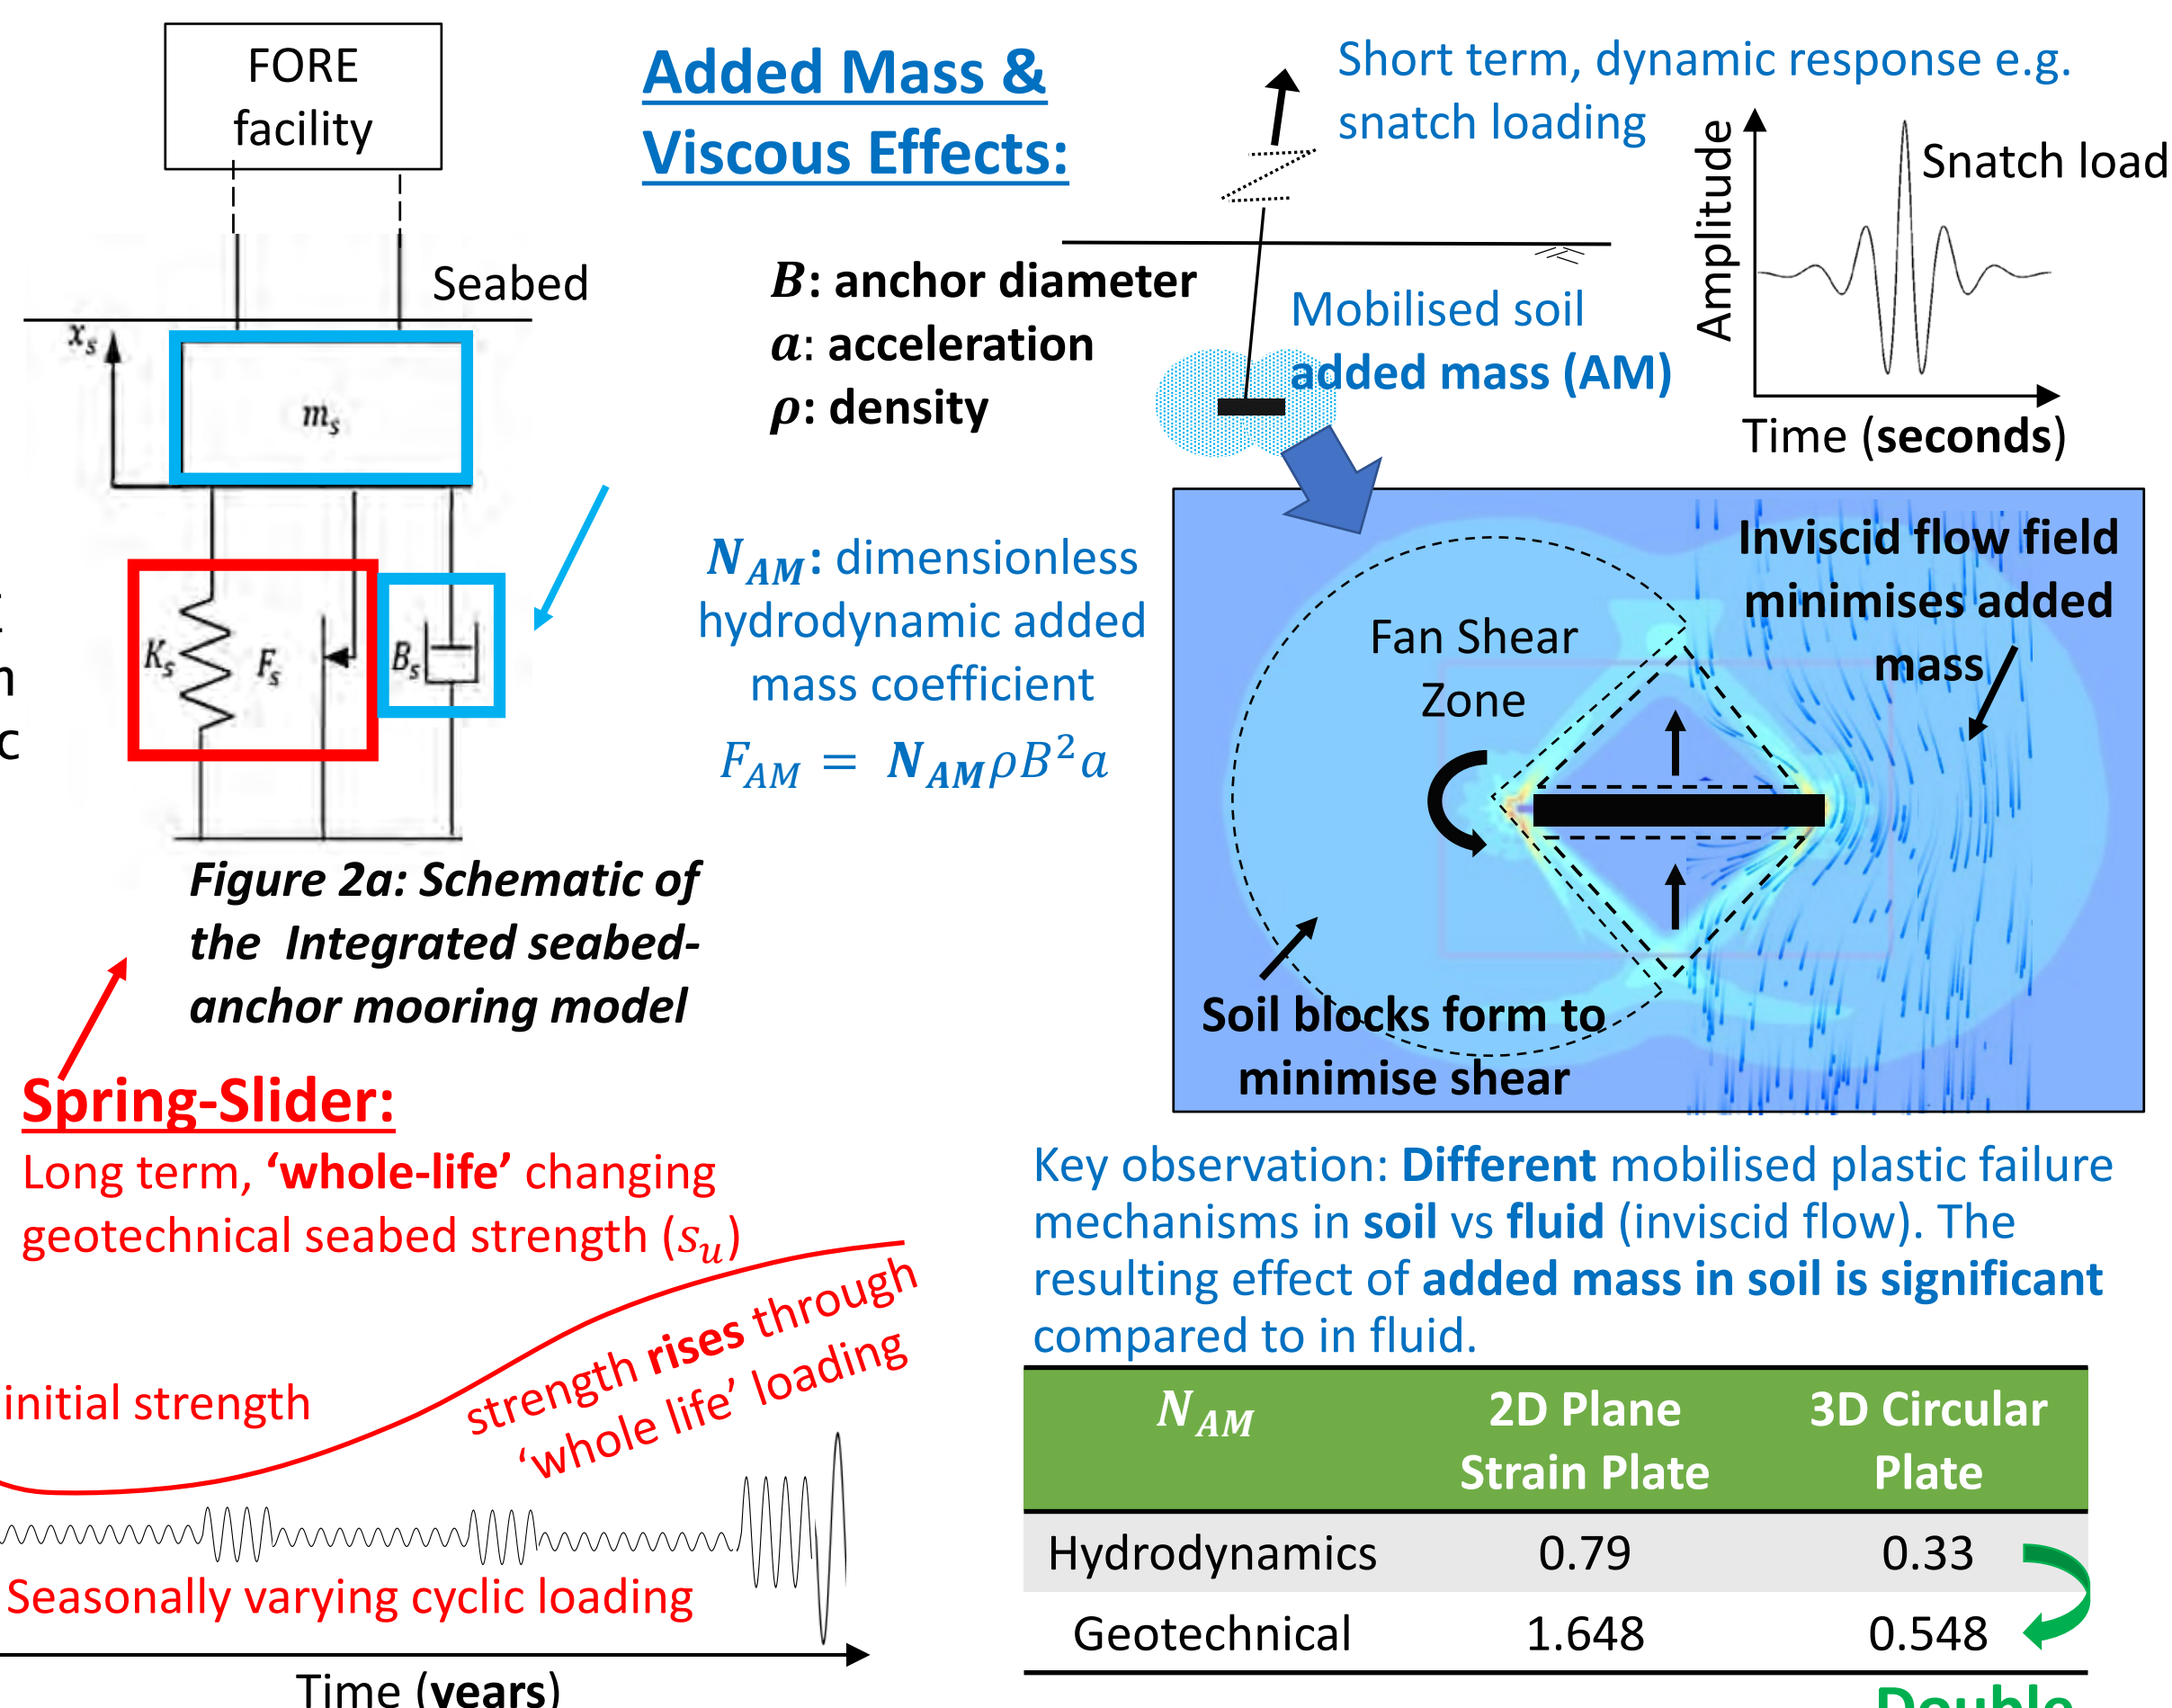 FORE
facility
Seabed
x_s
m_s
K_s
F_s
B_s
n
c
Figure 2a: Schematic of
the Integrated seabed-
anchor mooring model
Added Mass &
Viscous Effects:
B: anchor diameter
a: acceleration
ρ: density
N_AM: dimensionless
hydrodynamic added
mass coefficient
F_AM = N_AM ρB²a
Short term, dynamic response e.g.
snatch loading
Mobilised soil
added mass (AM)
Amplitude
Snatch load
Time (seconds)
Inviscid flow field
minimises added
mass
Fan Shear
Zone
Soil blocks form to
minimise shear
Spring-Slider:
Long term, ‘whole-life’ changing
geotechnical seabed strength (s_u)
initial strength
strength rises through
‘whole life’ loading
Seasonally varying cyclic loading
Time (years)
Key observation: Different mobilised plastic failure
mechanisms in soil vs fluid (inviscid flow). The
resulting effect of added mass in soil is significant
compared to in fluid.
N_AM 2D Plane Strain Plate 3D Circular Plate
Hydrodynamics 0.79 0.33
Geotechnical 1.648 0.548
Double